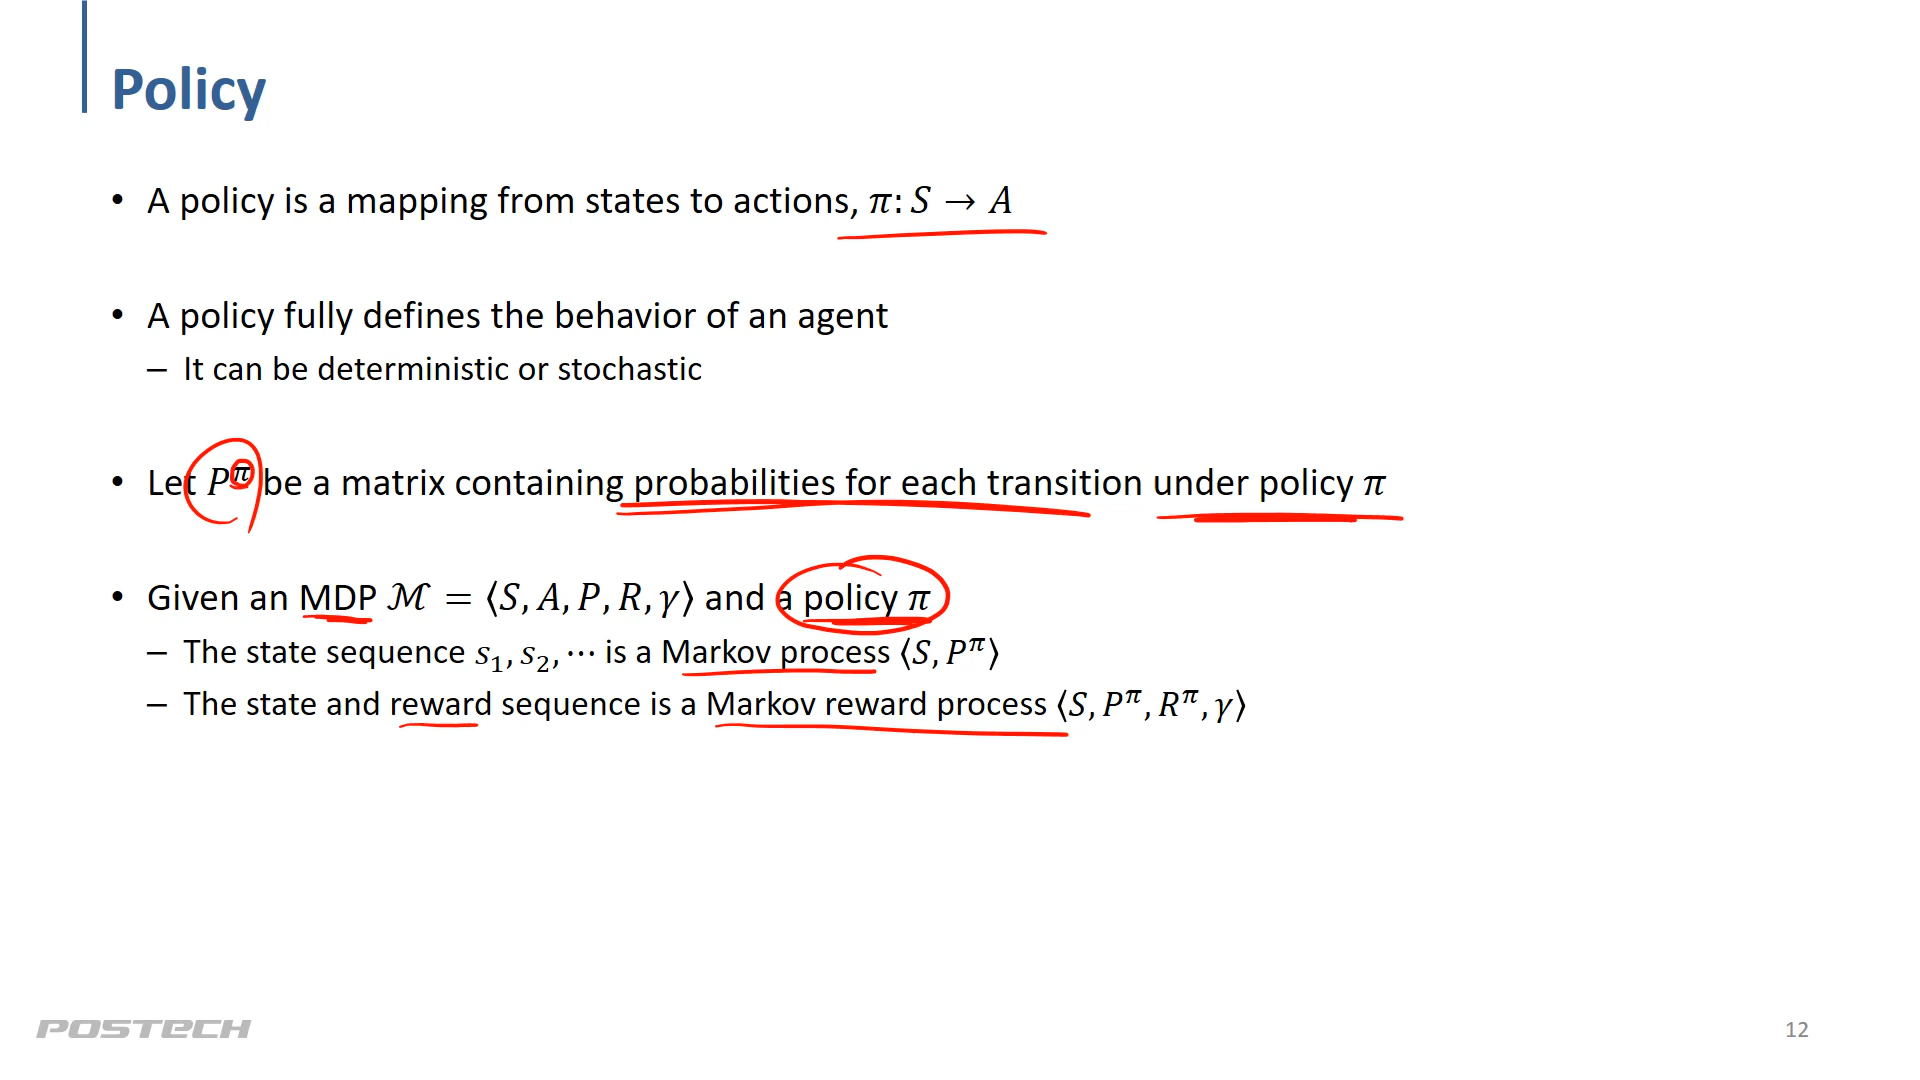 Policy
• A policy is a mapping from states to actions, π: S → A
• A policy fully defines the behavior of an agent
– It can be deterministic or stochastic
• Let P^π be a matrix containing probabilities for each transition under policy π
• Given an MDP ℳ = ⟨S, A, P, R, γ⟩ and a policy π
– The state sequence s₁, s₂, ⋯ is a Markov process ⟨S, P^π⟩
– The state and reward sequence is a Markov reward process ⟨S, P^π, R^π, γ⟩
POSTECH
12